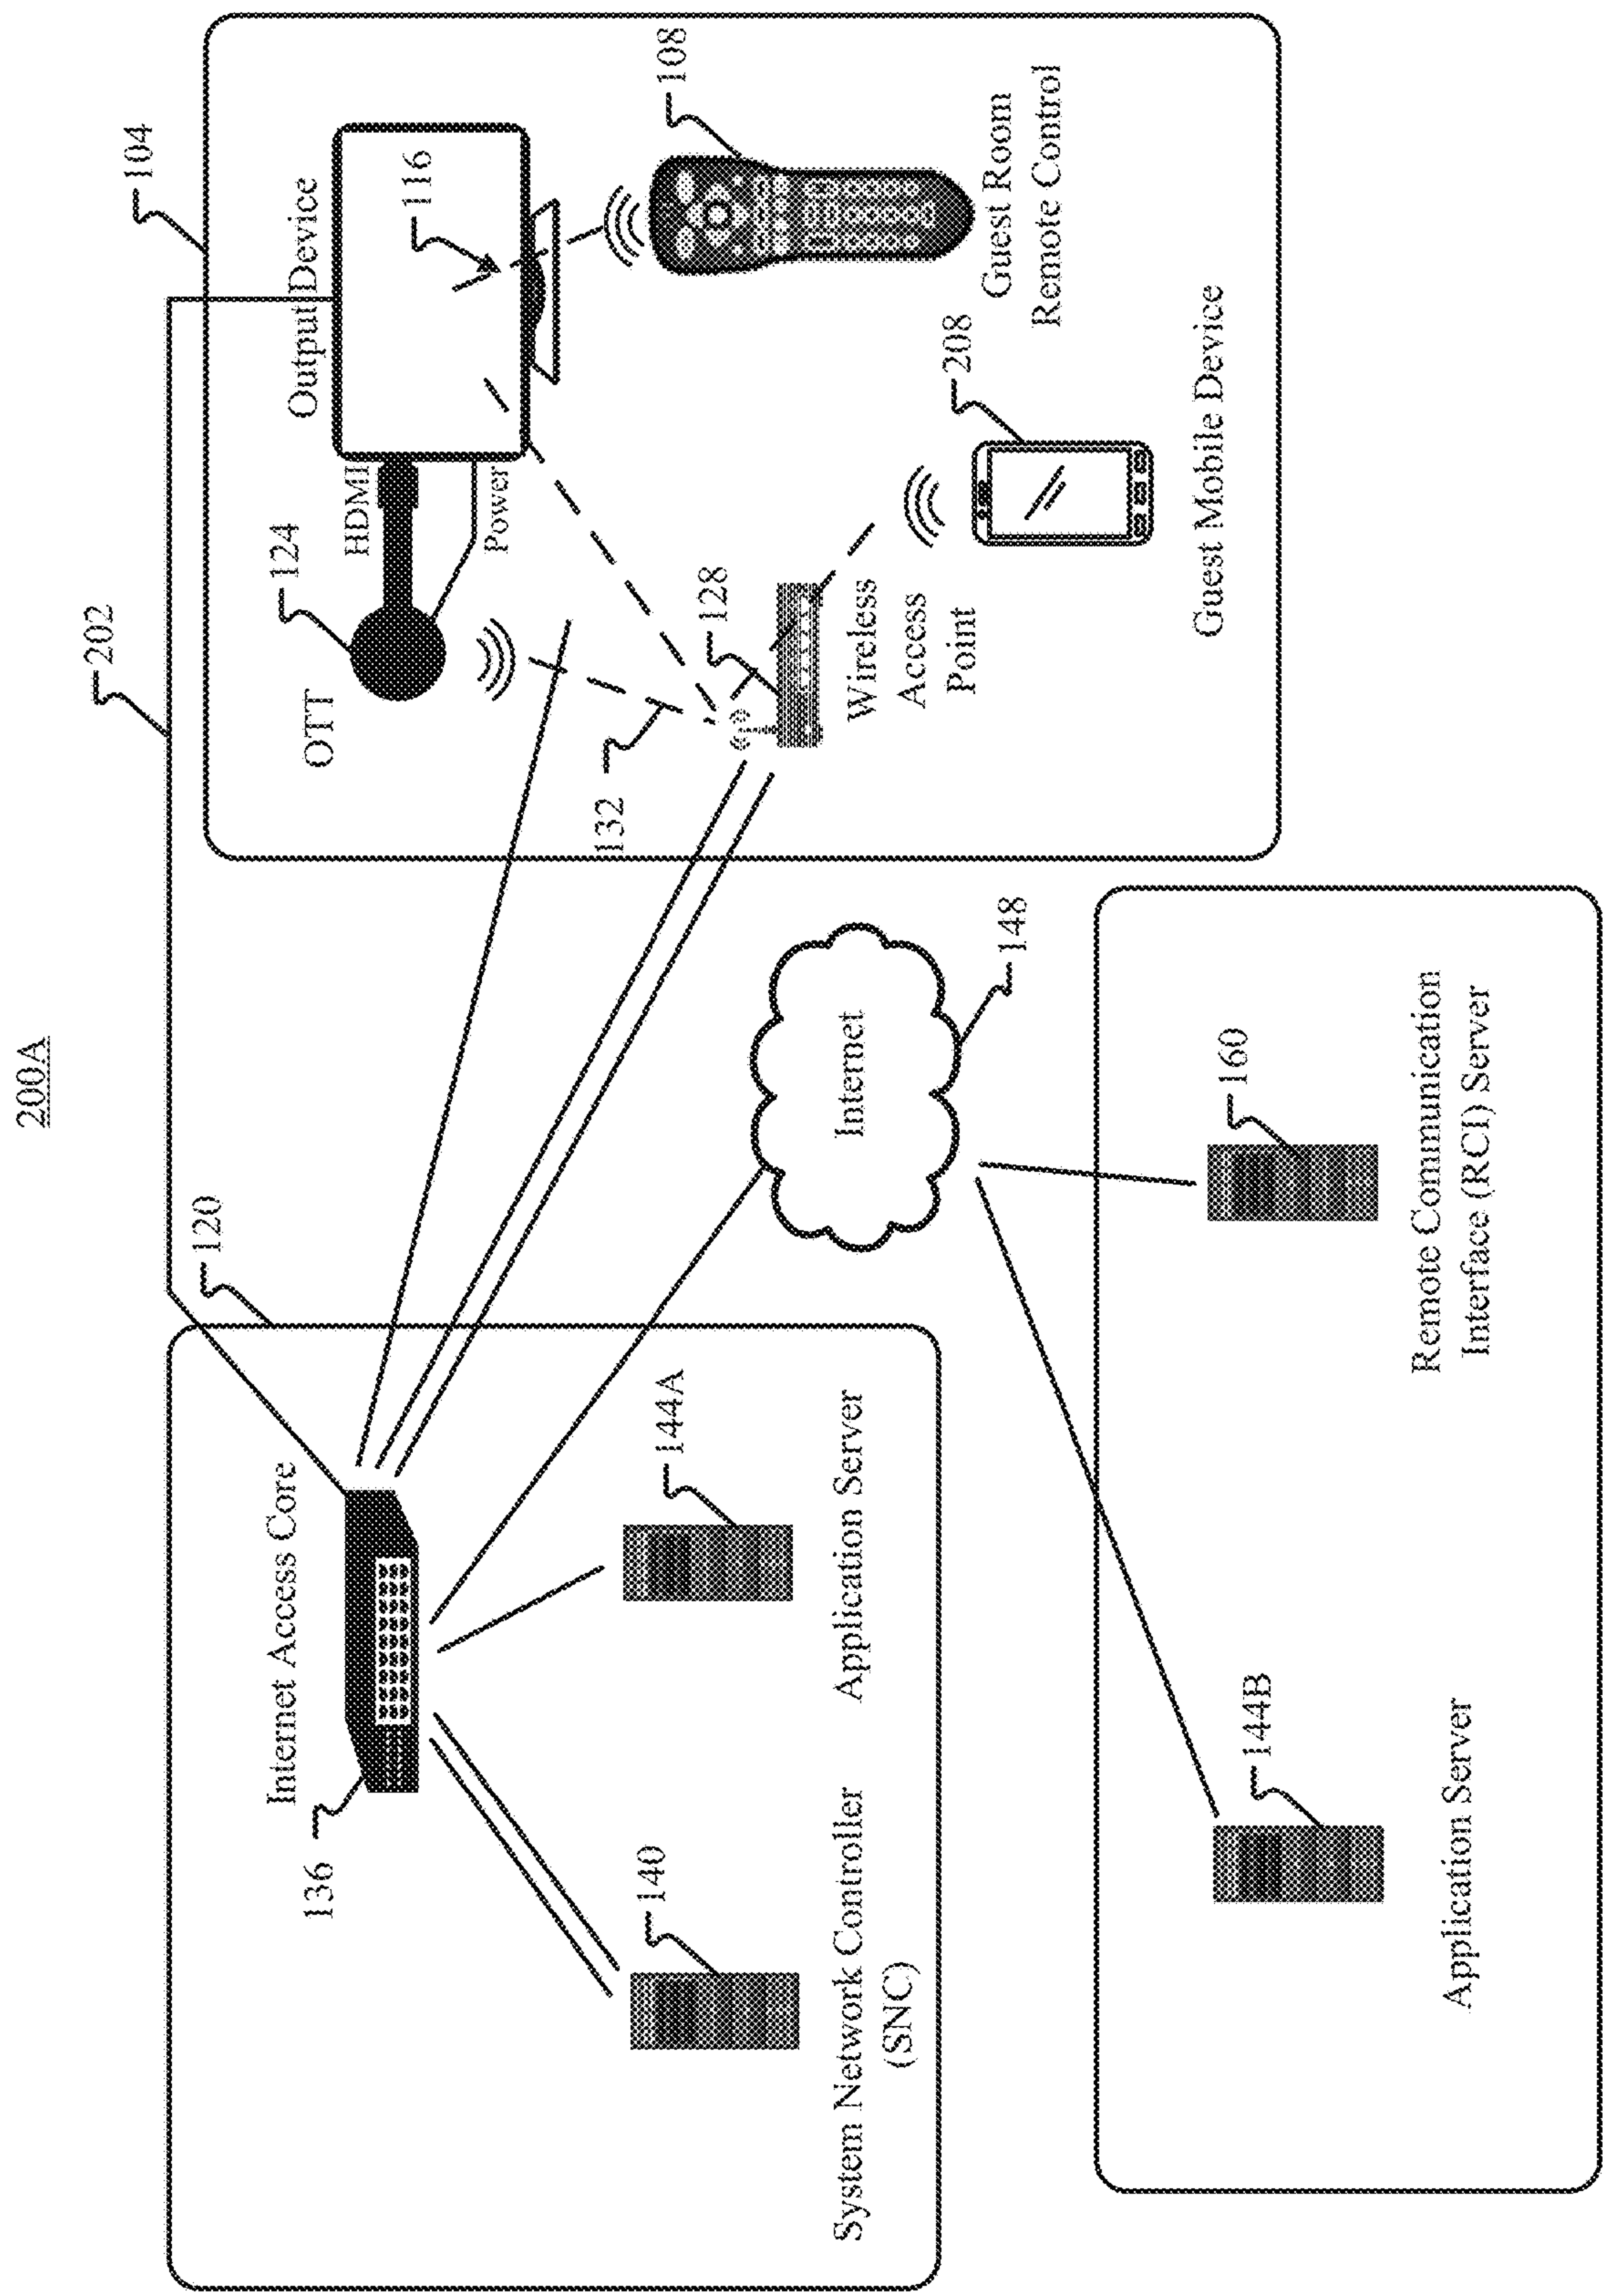 200A
120
202
104
Internet Access Core
136
140
System Network Controller
(SNC)
144A
Application Server
OTT
124
HDMI
Power
Output Device
116
108
Guest Room
Remote Control
132
128
Wireless
Access
Point
208
Guest Mobile Device
Internet
148
144B
Application Server
160
Remote Communication
Interface (RCI) Server